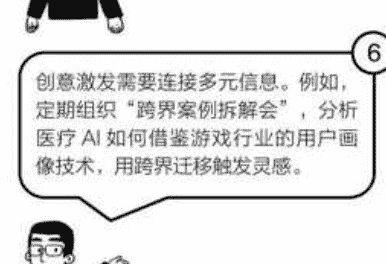 6
创意激发需要连接多元信息。例如，
定期组织“跨界案例拆解会”，分析
医疗 AI 如何借鉴游戏行业的用户画
像技术，用跨界迁移触发灵感。